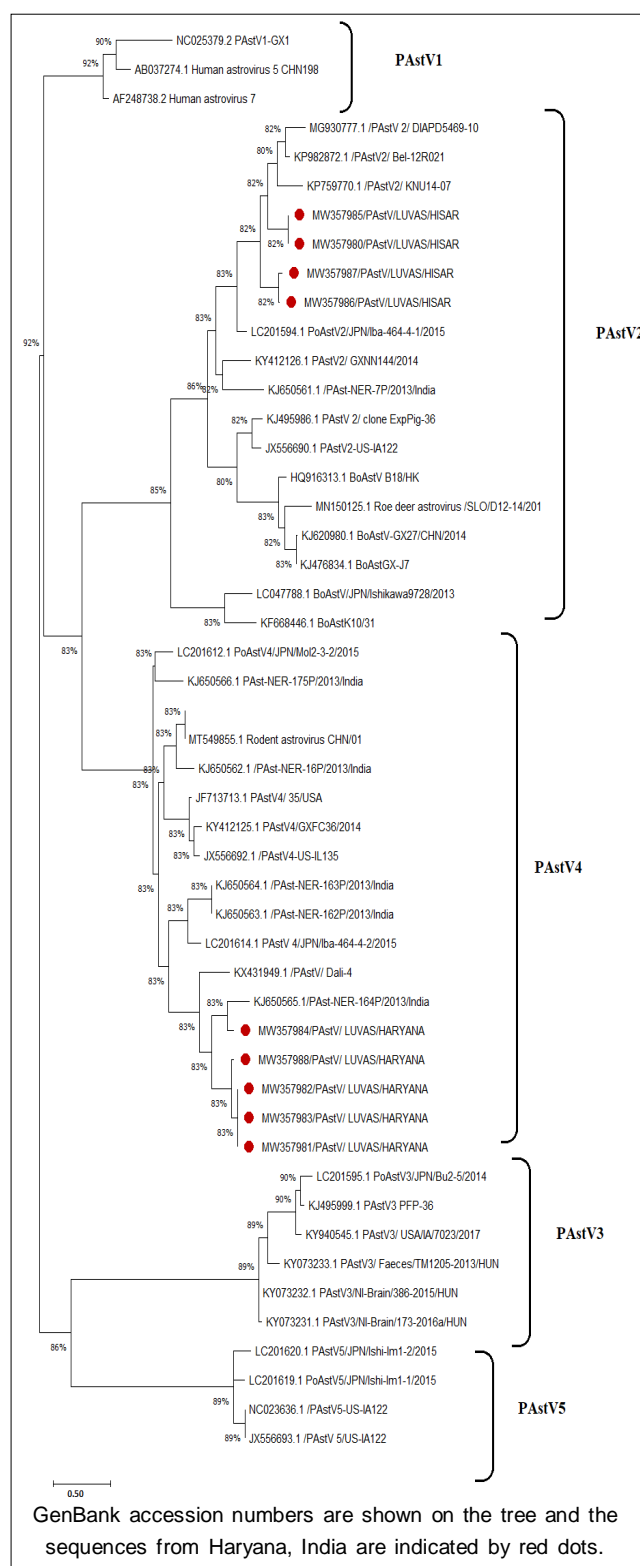 90%
NC025379.2 PAstV1-GX1
92%
AB037274.1 Human astrovirus 5 CHN198
PAstV1
AF248738.2 Human astrovirus 7
82%
MG930777.1 /PAstV 2/ DIAPD5469-10
80%
KP982872.1 /PAstV2/ Bel-12R021
82%
KP759770.1 /PAstV2/ KNU14-07
82%
MW357985/PAstV/LUVAS/HISAR
82%
MW357980/PAstV/LUVAS/HISAR
83%
MW357987/PAstV/LUVAS/HISAR
82%
MW357986/PAstV/LUVAS/HISAR
83%
LC201594.1 PoAstV2/JPN/Iba-464-4-1/2015
PAstV2
92%
KY412126.1 PAstV2/ GXNN144/2014
86%
82%
KJ650561.1 /PAst-NER-7P/2013/India
82%
KJ495986.1 PAstV 2/ clone ExpPig-36
JX556690.1 PAstV2-US-IA122
80%
HQ916313.1 BoAstV B18/HK
85%
MN150125.1 Roe deer astrovirus /SLO/D12-14/201
83%
KJ620980.1 BoAstV-GX27/CHN/2014
82%
KJ476834.1 BoAstGX-J7
83%
LC047788.1 BoAstV/JPN/Ishikawa9728/2013
83%
KF668446.1 BoAstK10/31
83%
83%
LC201612.1 PoAstV4/JPN/Mol2-3-2/2015
KJ650566.1 PAst-NER-175P/2013/India
83%
MT549855.1 Rodent astrovirus CHN/01
83%
83%
KJ650562.1 /PAst-NER-16P/2013/India
83%
JF713713.1 PAstV4/ 35/USA
83%
KY412125.1 PAstV4/GXFC36/2014
83%
JX556692.1 /PAstV4-US-IL135
PAstV4
83%
83%
KJ650564.1 /PAst-NER-163P/2013/India
KJ650563.1 /PAst-NER-162P/2013/India
83%
LC201614.1 PAstV 4/JPN/Iba-464-4-2/2015
83%
KX431949.1 /PAstV/ Dali-4
83%
KJ650565.1/PAst-NER-164P/2013/India
83%
MW357984/PAstV/ LUVAS/HARYANA
83%
MW357988/PAstV/ LUVAS/HARYANA
MW357982/PAstV/ LUVAS/HARYANA
83%
MW357983/PAstV/ LUVAS/HARYANA
83%
MW357981/PAstV/ LUVAS/HARYANA
90%
LC201595.1 PoAstV3/JPN/Bu2-5/2014
90%
KJ495999.1 PAstV3 PFP-36
89%
KY940545.1 PAstV3/ USA/IA/7023/2017
PAstV3
KY073233.1 PAstV3/ Faeces/TM1205-2013/HUN
89%
KY073232.1 PAstV3/NI-Brain/386-2015/HUN
KY073231.1 PAstV3/NI-Brain/173-2016a/HUN
86%
LC201620.1 PAstV5/JPN/Ishi-Im1-2/2015
LC201619.1 PoAstV5/JPN/Ishi-Im1-1/2015
89%
NC023636.1 /PAstV5-US-IA122
PAstV5
89%
JX556693.1 /PAstV 5/US-IA122
0.50
GenBank accession numbers are shown on the tree and the
sequences from Haryana, India are indicated by red dots.